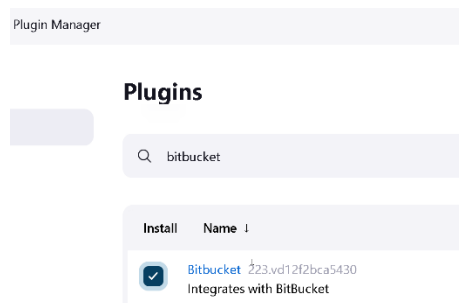 Plugin Manager
Plugins
bitbucket
Install Name ↓
Bitbucket 223.vd12f2bca5430
Integrates with BitBucket